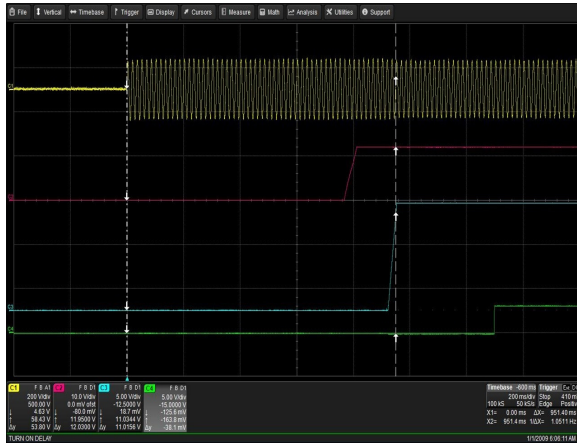 File Vertical Timebase Trigger Display Cursors Measure Math Analysis Utilities Support
C1 F B A1 C2 F B D1 C3 F B D1 C4 F B D1
200 V/div 10.0 V/div 5.00 V/div 5.00 V/div
500.00 V 0.0 mV ofst -12.5000 V -15.0000 V
4.63 V -80.0 mV 18.7 mV -125.6 mV
58.43 V 11.9500 V 11.0344 V -163.8 mV
Δy 53.80 V Δy 12.0300 V Δy 11.0156 V Δy -38.1 mV
Timebase -600 ms Trigger
200 ms/div Stop 410 m
100 kS 50 kS/s Edge Positiv
X1= 0.00 ms ΔX= 951.40 ms
X2= 951.4 ms 1/ΔX= 1.0511 Hz
TURN ON DELAY 1/1/2009 6:06:11 AM